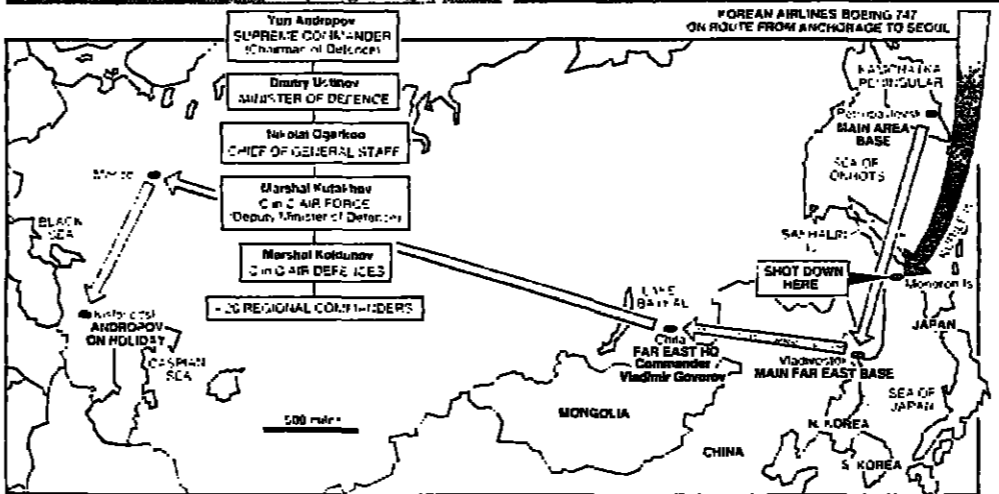 KOREAN AIRLINES BOEING 747
ON ROUTE FROM ANCHORAGE TO SEOUL
Yuri Andropov
SUPREME COMMANDER
(Chairman of Defence)
Dmitry Ustinov
MINISTER OF DEFENCE
Nikolai
CHIEF OF GENERAL STAFF
Marshal Kutakhov
C in C AIR FORCE
(Deputy Minister of Defence)
Marshal Koldunov
C in C AIR DEFENCES
REGIONAL COMMANDERS
KAMCHATKA
PENINSULAR
MAIN AREA
BASE
SEA OF
SHOT DOWN
HERE
Moneron Is
JAPAN
BLACK
SEA
ANDROPOV
ON HOLIDAY
CASPIAN
SEA
LAKE
BAIKAL
Chita
FAR EAST HQ
Commander
Vladimir Govorov
Vladivostok
MAIN FAR EAST BASE
SEA OF
JAPAN
500 miles
MONGOLIA
CHINA
N. KOREA
S. KOREA